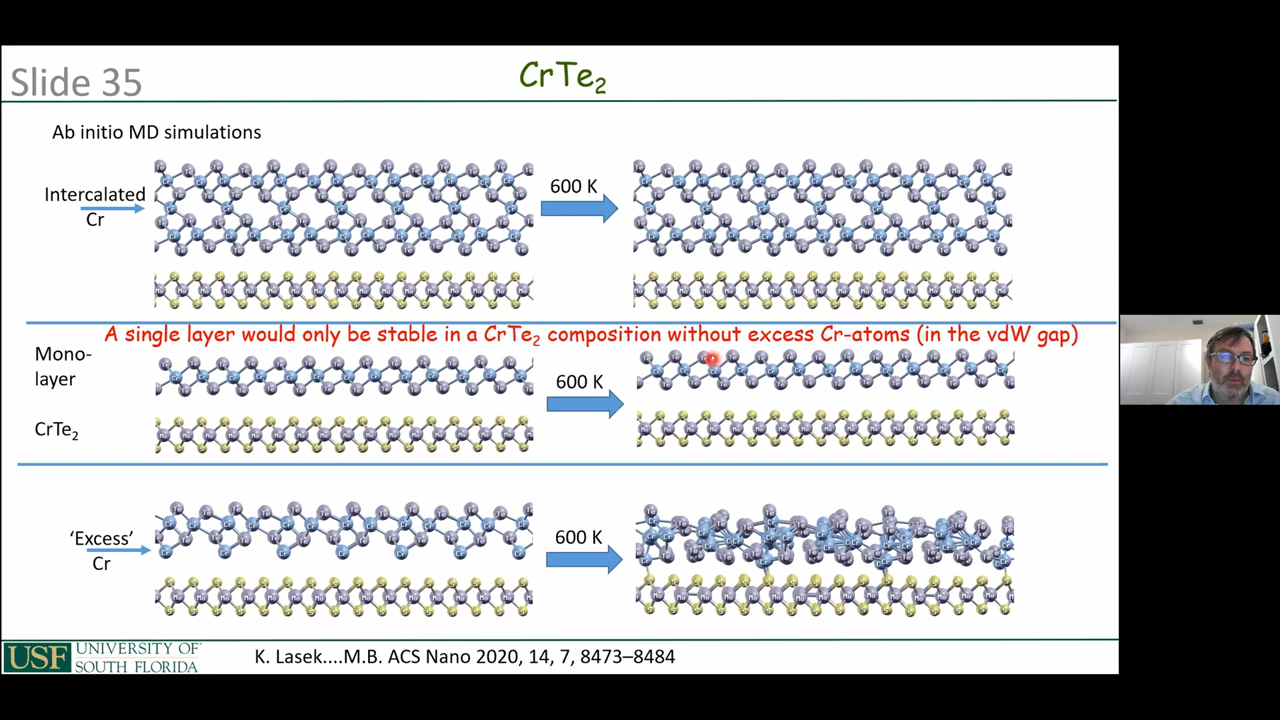 Slide 35
CrTe2
Ab initio MD simulations
Intercalated
Cr
600 K
A single layer would only be stable in a CrTe2 composition without excess Cr-atoms (in the vdW gap)
Mono-
layer
CrTe2
600 K
'Excess'
Cr
600 K
USF UNIVERSITY OF
SOUTH FLORIDA
K. Lasek....M.B. ACS Nano 2020, 14, 7, 8473–8484